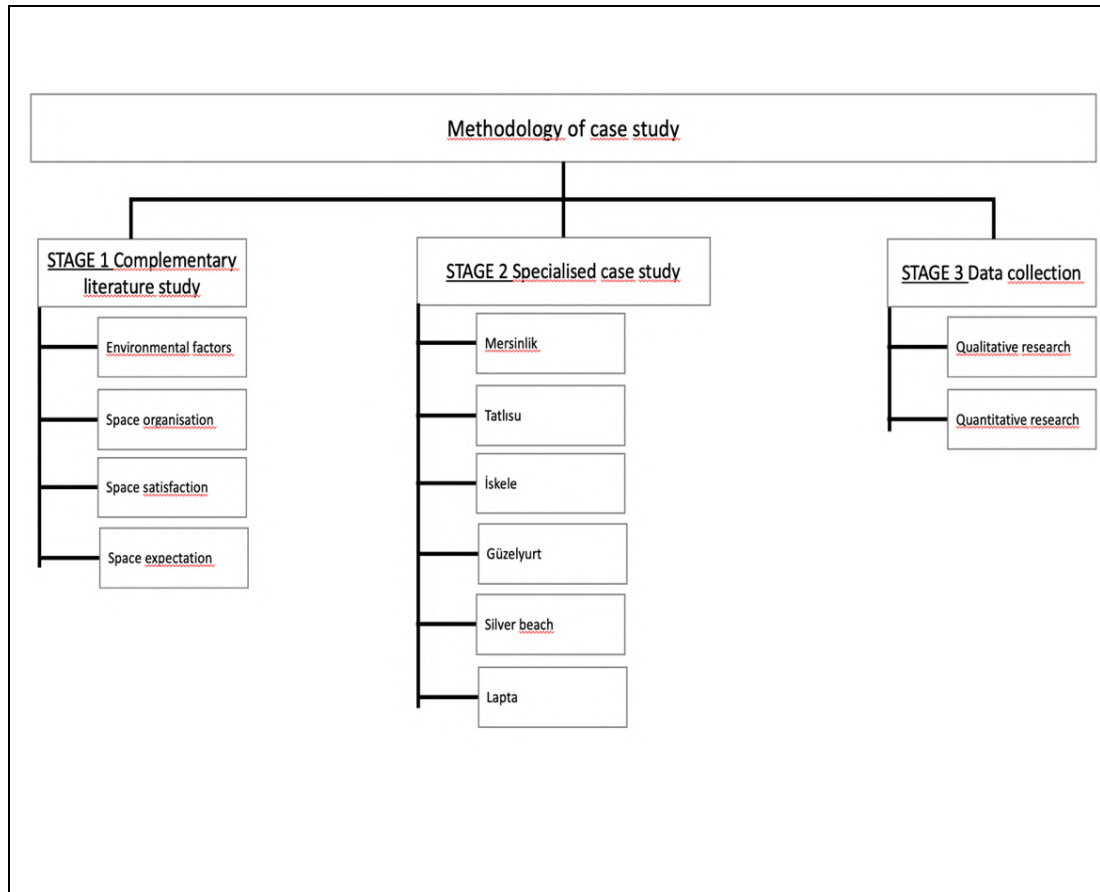 Methodology of case study
STAGE 1 Complementary
literature study
Environmental factors
Space organisation
Space satisfaction
Space expectation
STAGE 2 Specialised case study
Mersinlik
Tatlısu
İskele
Güzelyurt
Silver beach
Lapta
STAGE 3 Data collection
Qualitative research
Quantitative research